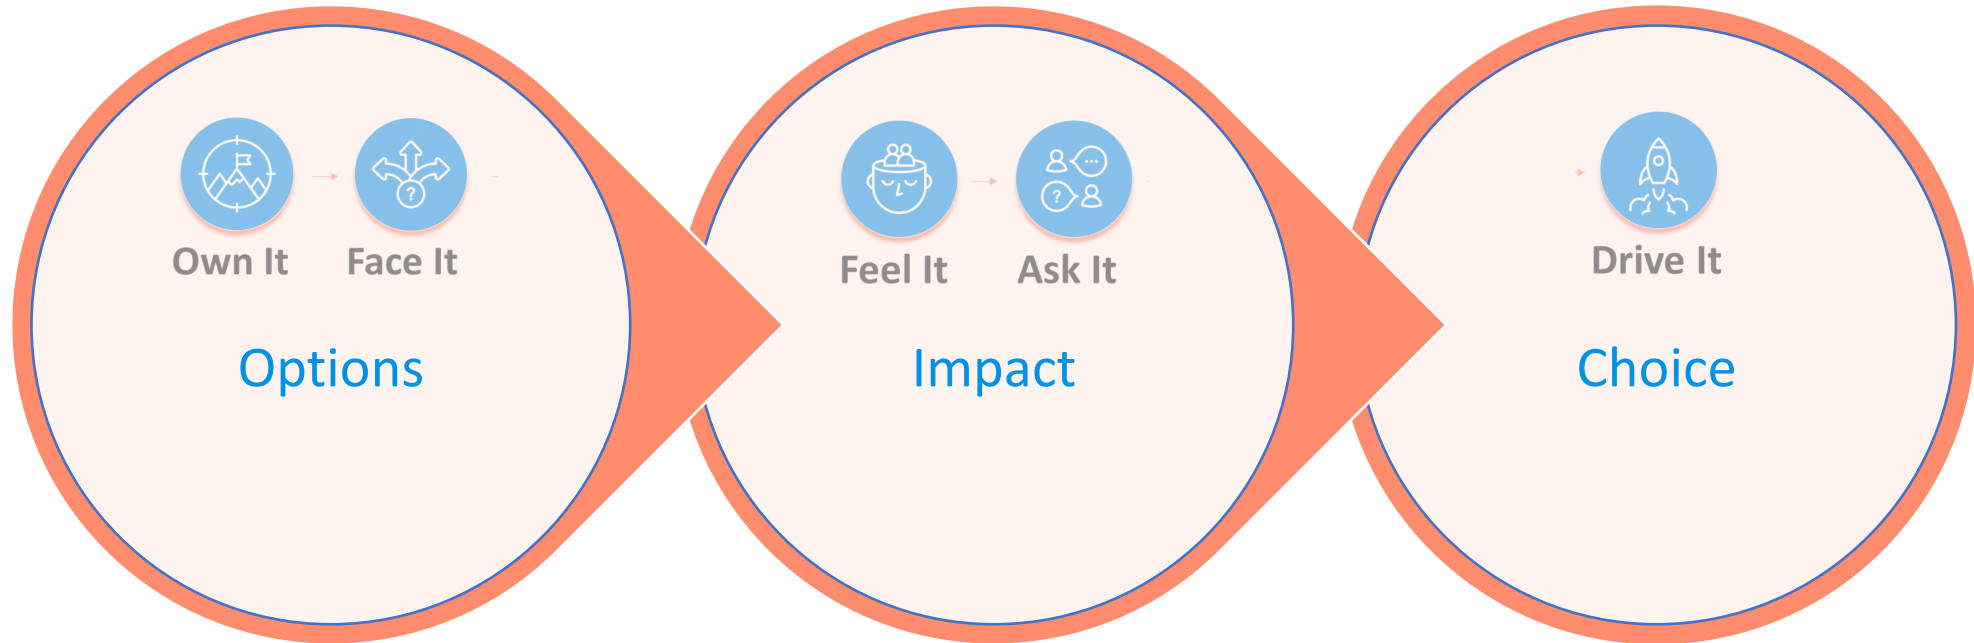 Own It
Face It
Options
Feel It
Ask It
Impact
Drive It
Choice
?
...
?